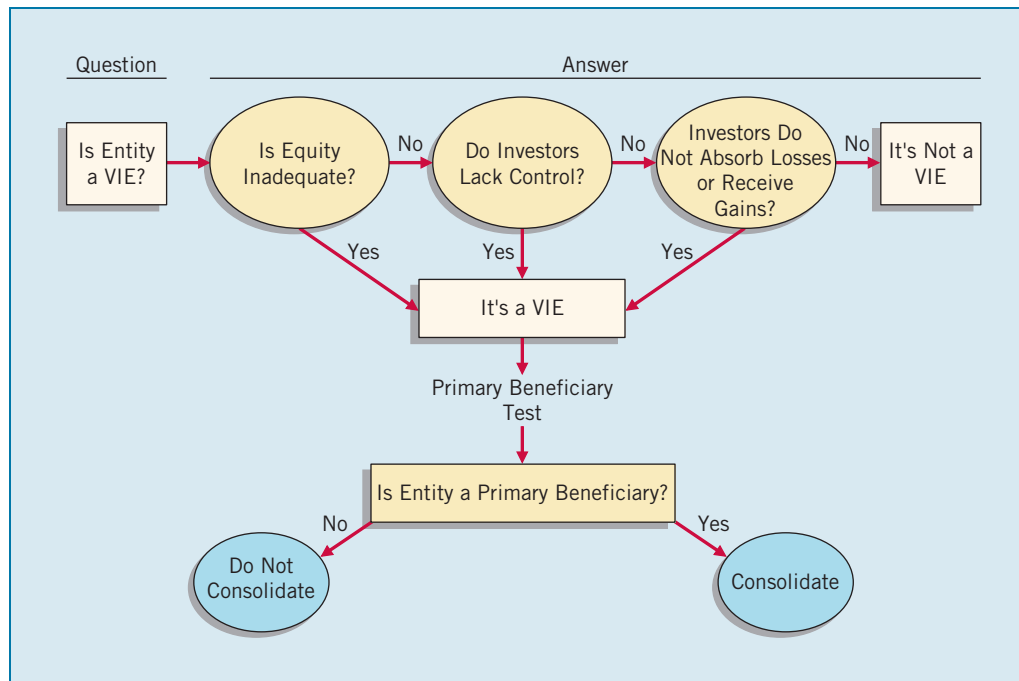 Question
Answer
Is Entity
a VIE?
Is Equity
Inadequate?
No
Do Investors
Lack Control?
No
Investors Do
Not Absorb Losses
or Receive
Gains?
No
It's Not a
VIE
Yes
Yes
Yes
It's a VIE
Primary Beneficiary
Test
Is Entity a Primary Beneficiary?
No
Yes
Do Not
Consolidate
Consolidate